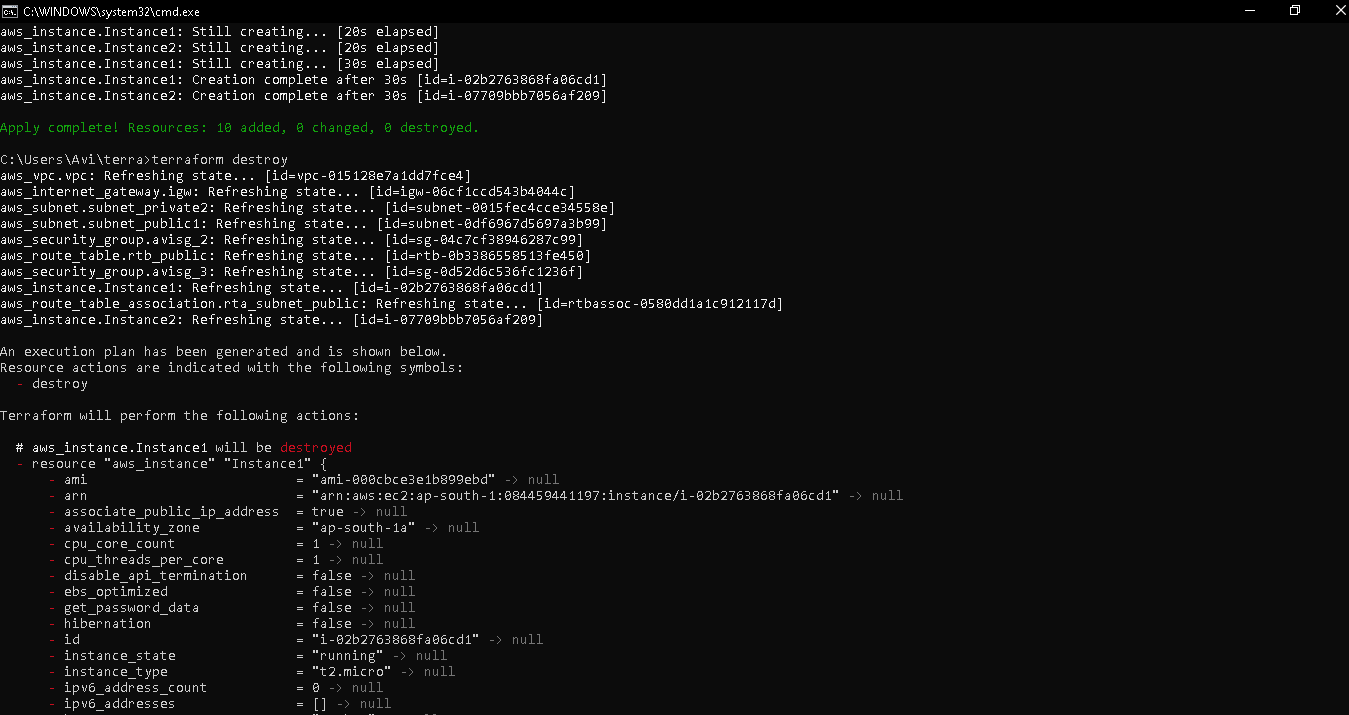 C:\WINDOWS\system32\cmd.exe
aws_instance.Instance1: Still creating... [20s elapsed]
aws_instance.Instance2: Still creating... [20s elapsed]
aws_instance.Instance1: Still creating... [30s elapsed]
aws_instance.Instance1: Creation complete after 30s [id=i-02b2763868fa06cd1]
aws_instance.Instance2: Creation complete after 30s [id=i-07709bbb7056af209]
Apply complete! Resources: 10 added, 0 changed, 0 destroyed.
C:\Users\Avi\terra>terraform destroy
aws_vpc.vpc: Refreshing state... [id=vpc-015128e7a1dd7fce4]
aws_internet_gateway.igw: Refreshing state... [id=igw-06cf1ccd543b4044c]
aws_subnet.subnet_private2: Refreshing state... [id=subnet-0015fec4cce34558e]
aws_subnet.subnet_public1: Refreshing state... [id=subnet-0df6967d5697a3b99]
aws_security_group.avisg_2: Refreshing state... [id=sg-04c7cf38946287c99]
aws_route_table.rtb_public: Refreshing state... [id=rtb-0b3386558513fe450]
aws_security_group.avisg_3: Refreshing state... [id=sg-0d52d6c536fc1236f]
aws_instance.Instance1: Refreshing state... [id=i-02b2763868fa06cd1]
aws_route_table_association.rta_subnet_public: Refreshing state... [id=rtbassoc-0580dd1a1c912117d]
aws_instance.Instance2: Refreshing state... [id=i-07709bbb7056af209]
An execution plan has been generated and is shown below.
Resource actions are indicated with the following symbols:
- destroy
Terraform will perform the following actions:
# aws_instance.Instance1 will be destroyed
- resource "aws_instance" "Instance1" {
- ami = "ami-000cbce3e1b899ebd" -> null
- arn = "arn:aws:ec2:ap-south-1:084459441197:instance/i-02b2763868fa06cd1" -> null
- associate_public_ip_address = true -> null
- availability_zone = "ap-south-1a" -> null
- cpu_core_count = 1 -> null
- cpu_threads_per_core = 1 -> null
- disable_api_termination = false -> null
- ebs_optimized = false -> null
- get_password_data = false -> null
- hibernation = false -> null
- id = "i-02b2763868fa06cd1" -> null
- instance_state = "running" -> null
- instance_type = "t2.micro" -> null
- ipv6_address_count = 0 -> null
- ipv6_addresses = [] -> null